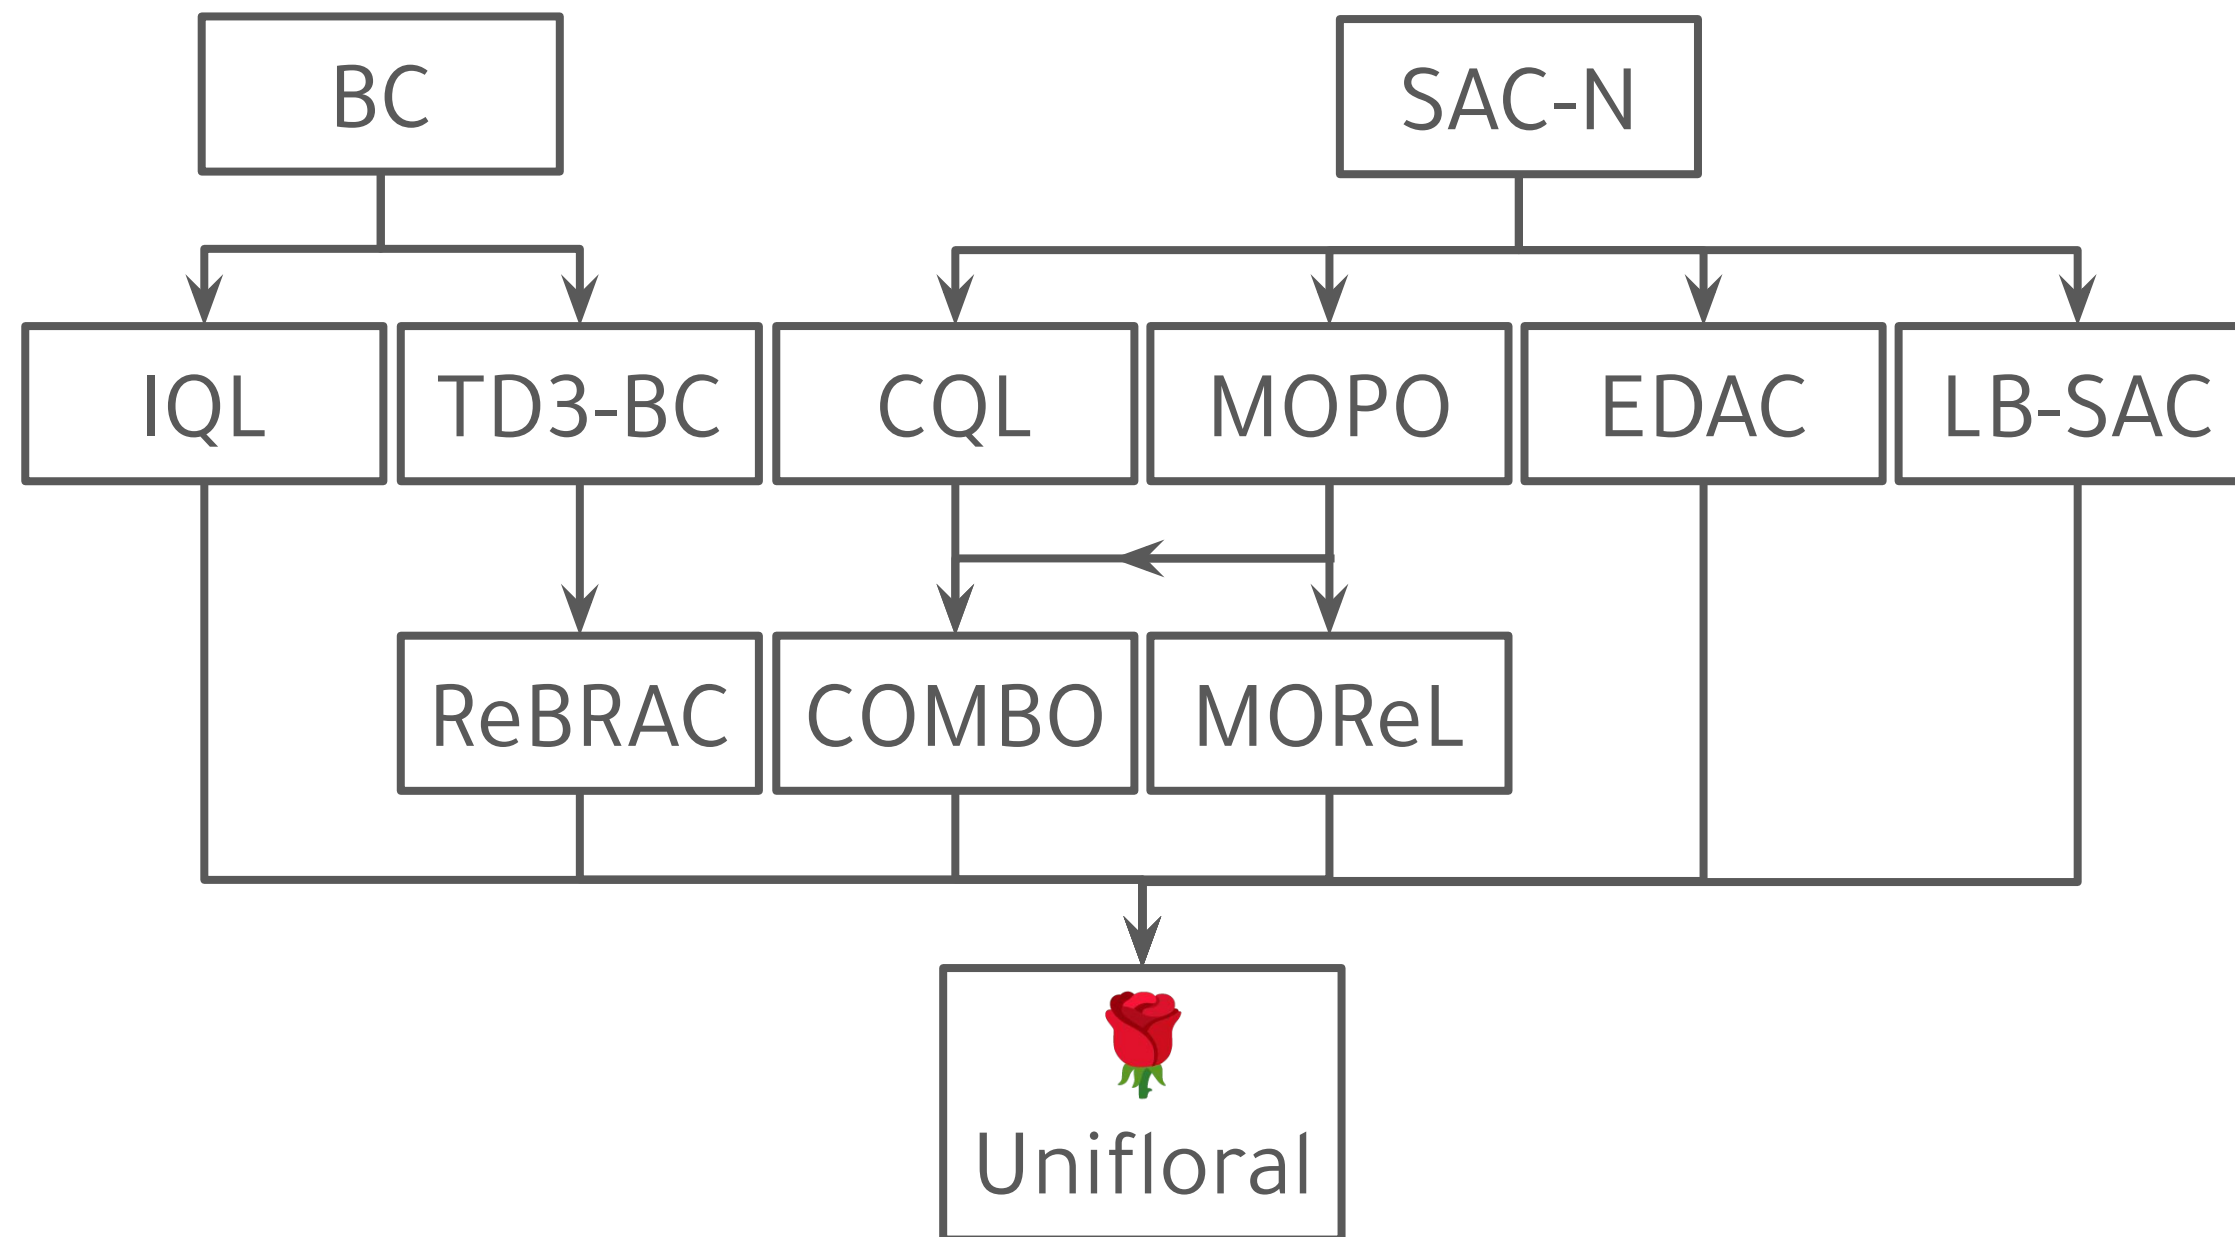 BC
SAC-N
IQL
TD3-BC
CQL
MOPO
EDAC
LB-SAC
ReBRAC
COMBO
MOReL
Unifloral